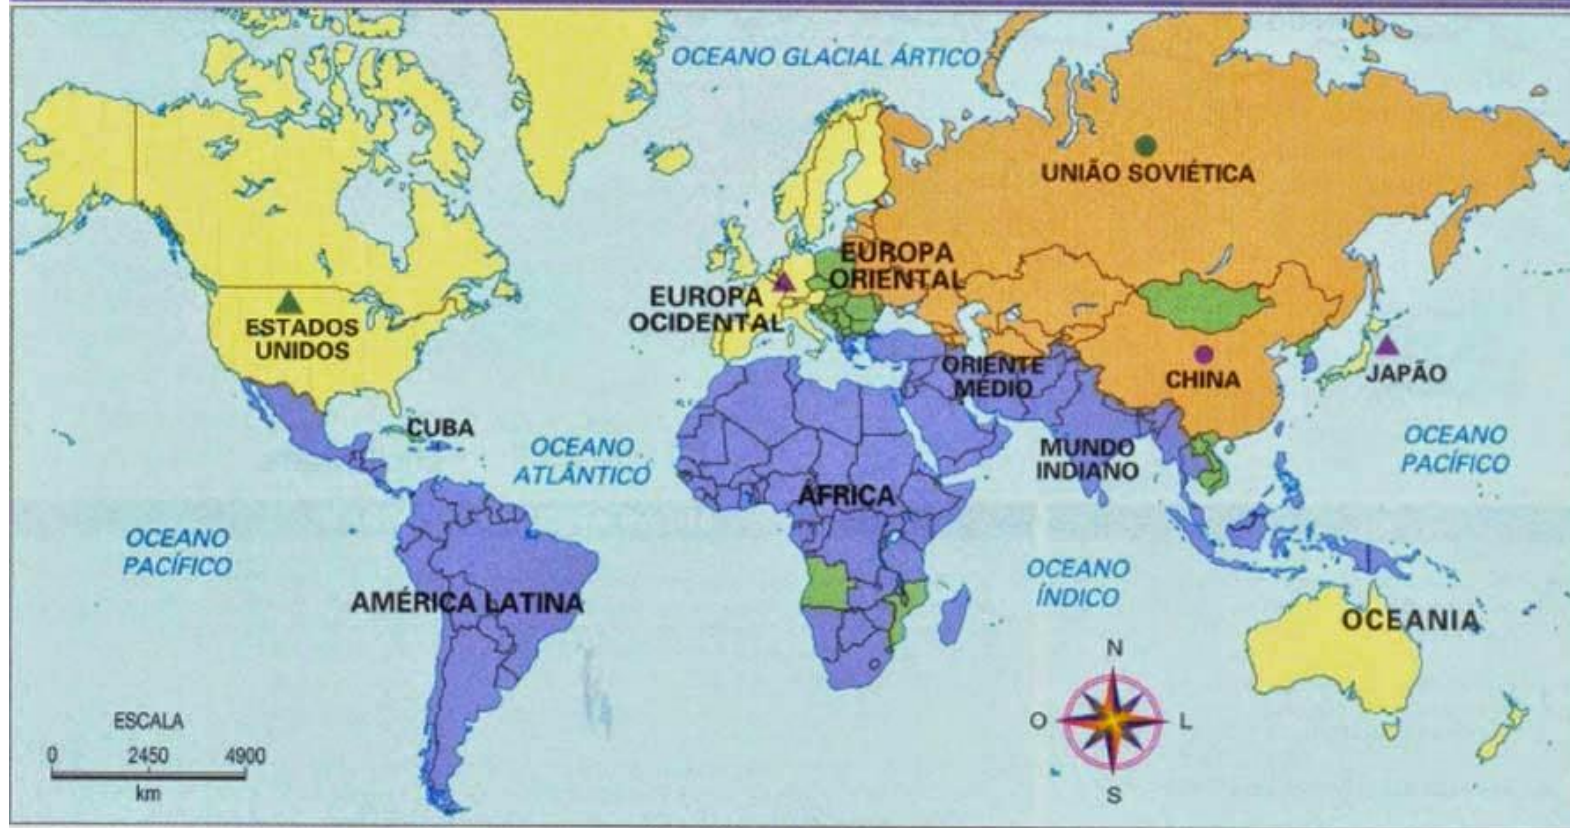 OCEANO GLACIAL ÁRTICO
UNIÃO SOVIÉTICA
EUROPA
ORIENTAL
EUROPA
OCIDENTAL
ESTADOS
UNIDOS
ORIENTE
MÉDIO
CHINA
JAPÃO
CUBA
OCEANO
ATLÂNTICO
MUNDO
INDIANO
OCEANO
PACÍFICO
ÁFRICA
OCEANO
PACÍFICO
OCEANO
ÍNDICO
AMÉRICA LATINA
OCEANIA
N
O
L
S
ESCALA
0 2450 4900
km